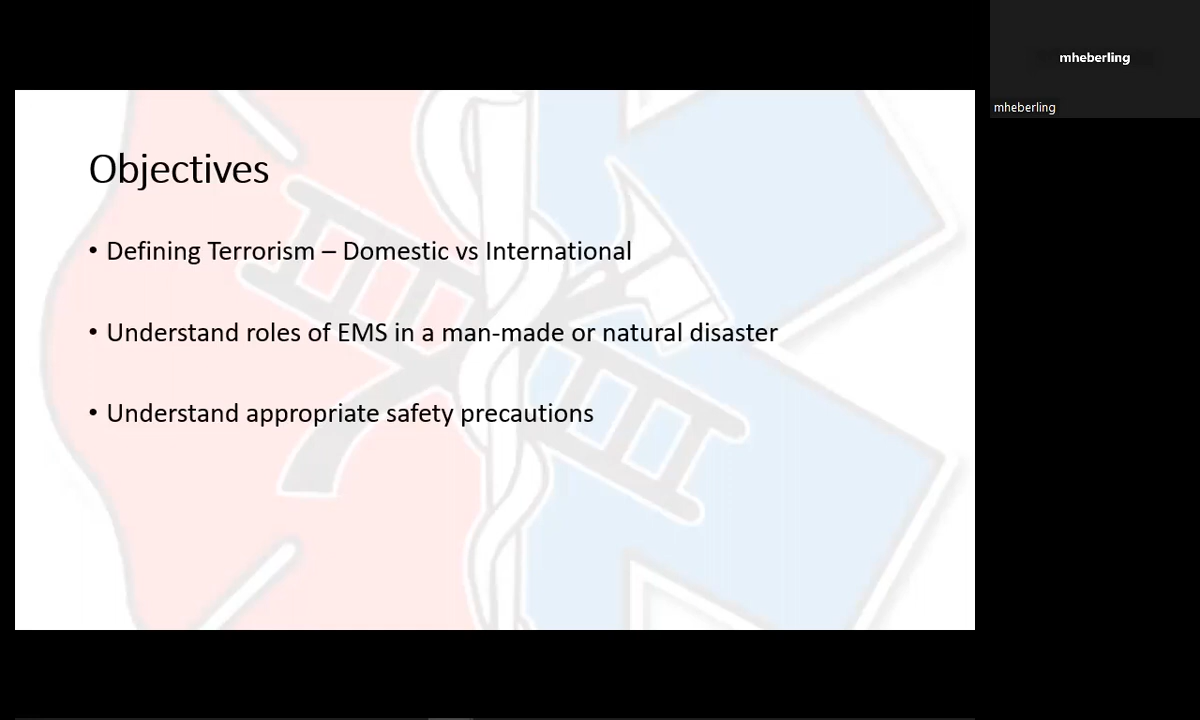 Objectives
• Defining Terrorism – Domestic vs International
• Understand roles of EMS in a man-made or natural disaster
• Understand appropriate safety precautions
mheberling
mheberling